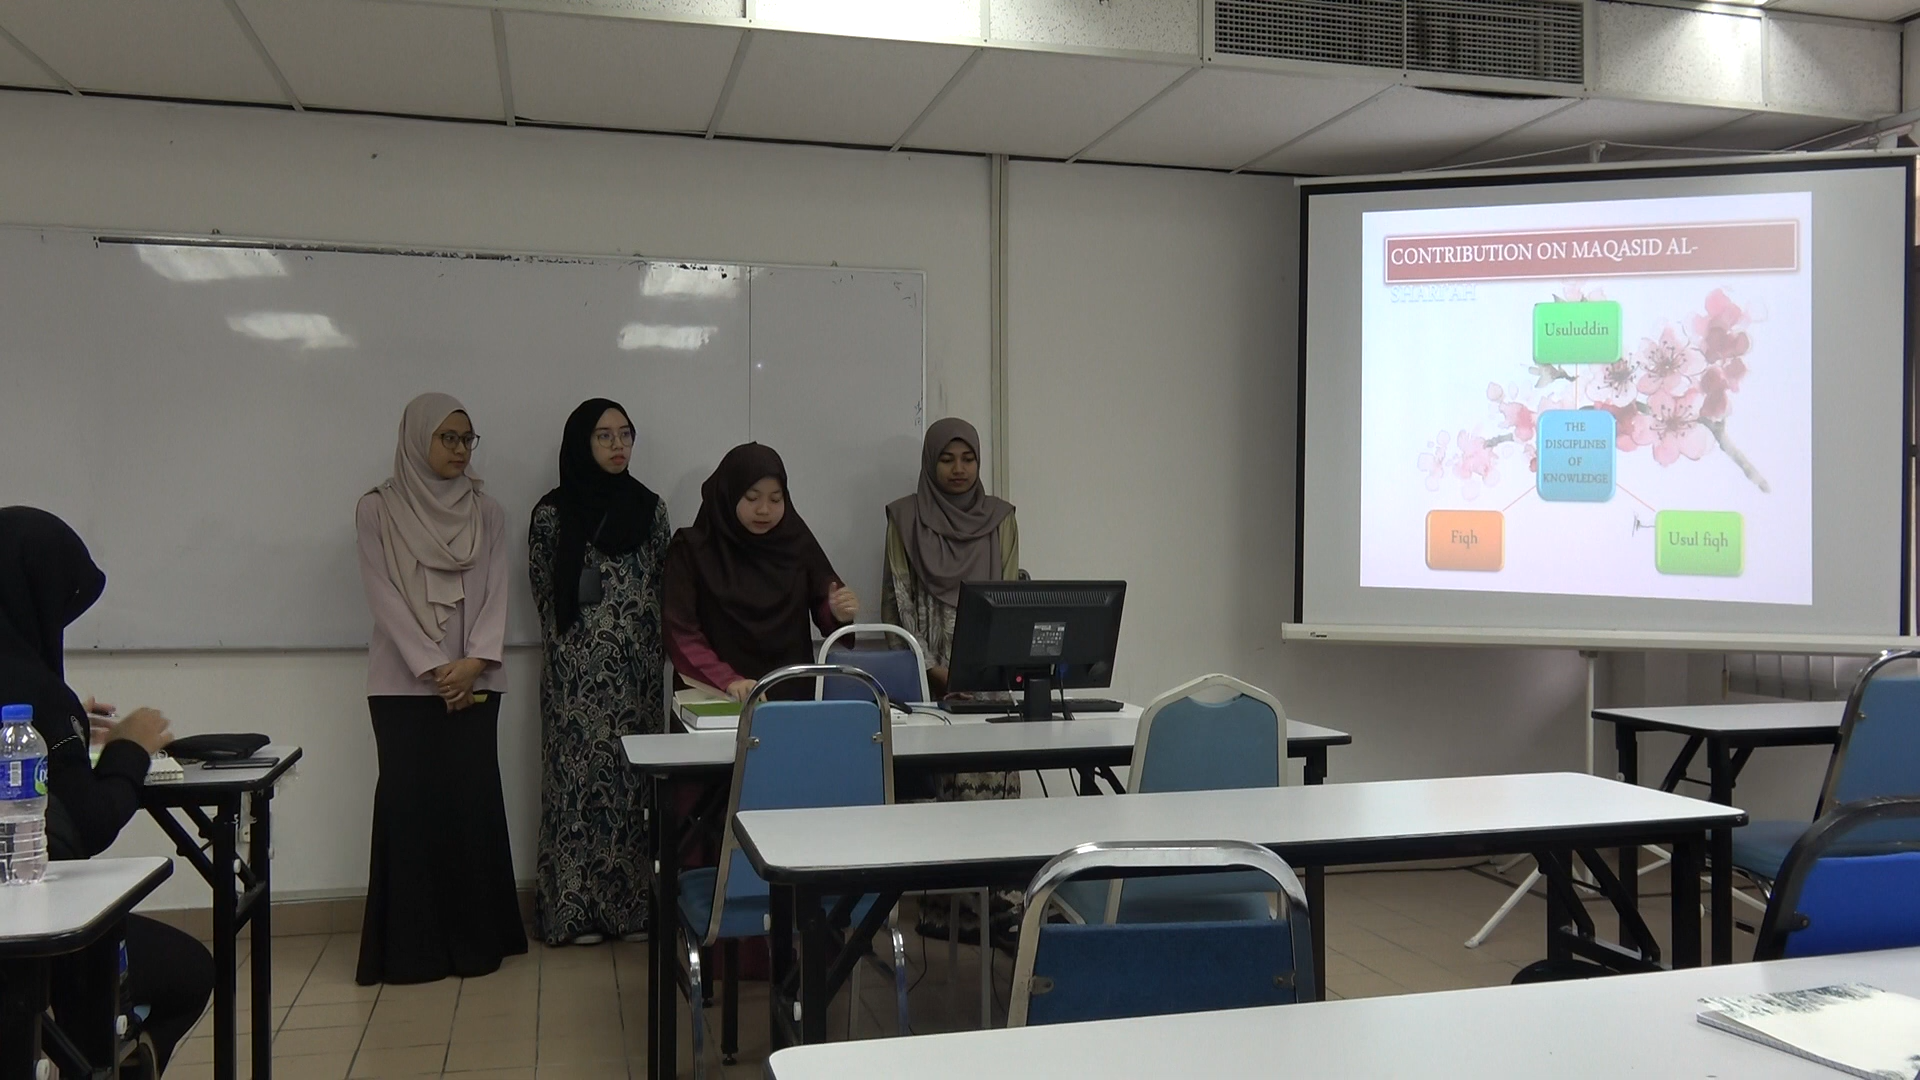 CONTRIBUTION ON MAQASID AL-
SHARI'AH
Usuluddin
THE
DISCIPLINES
OF
KNOWLEDGE
Fiqh
Usul fiqh